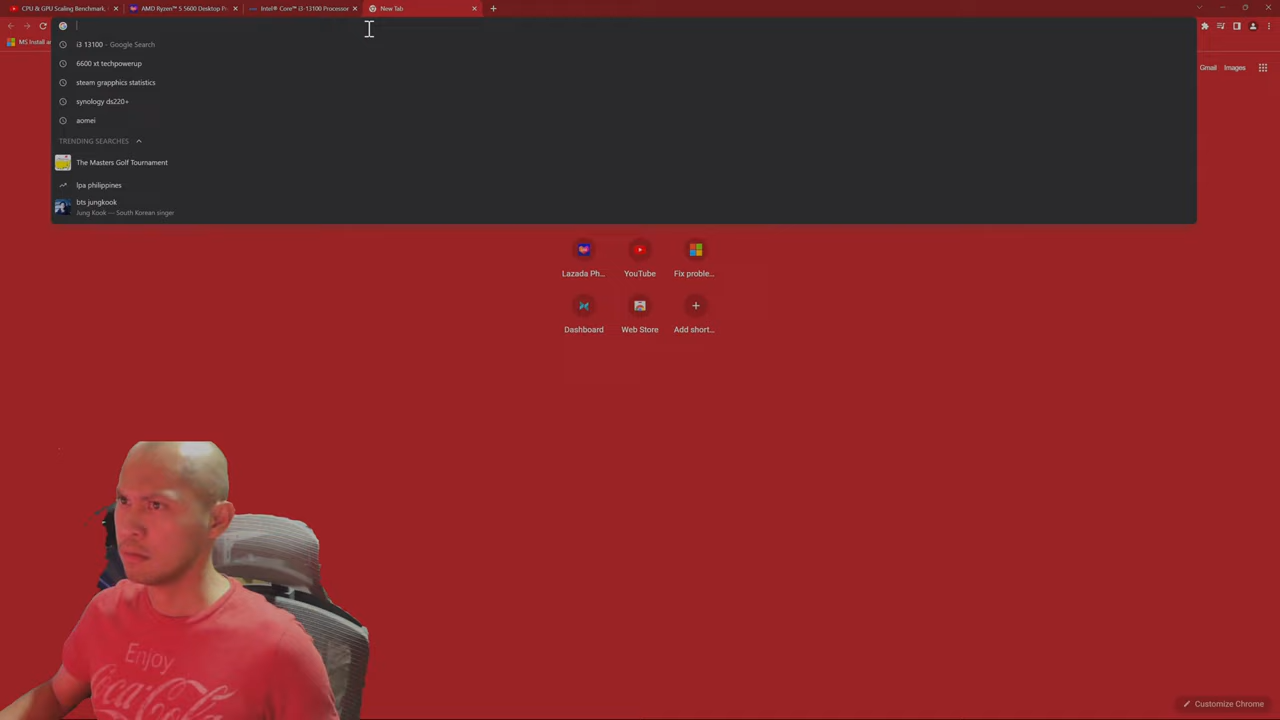 CPU & GPU Scaling Benchmark,
AMD Ryzen™ 5 5600 Desktop P
Intel® Core™ i3-13100 Processor
New Tab
MS Install a
Gmail Images
i3 13100 - Google Search
6600 xt techpowerup
steam grapphics statistics
synology ds220+
aomei
TRENDING SEARCHES
The Masters Golf Tournament
lpa philippines
bts jungkook
Jung Kook — South Korean singer
Lazada Ph...
YouTube
Fix proble...
Dashboard
Web Store
Add short...
Enjoy
Coca-Cola
Customize Chrome